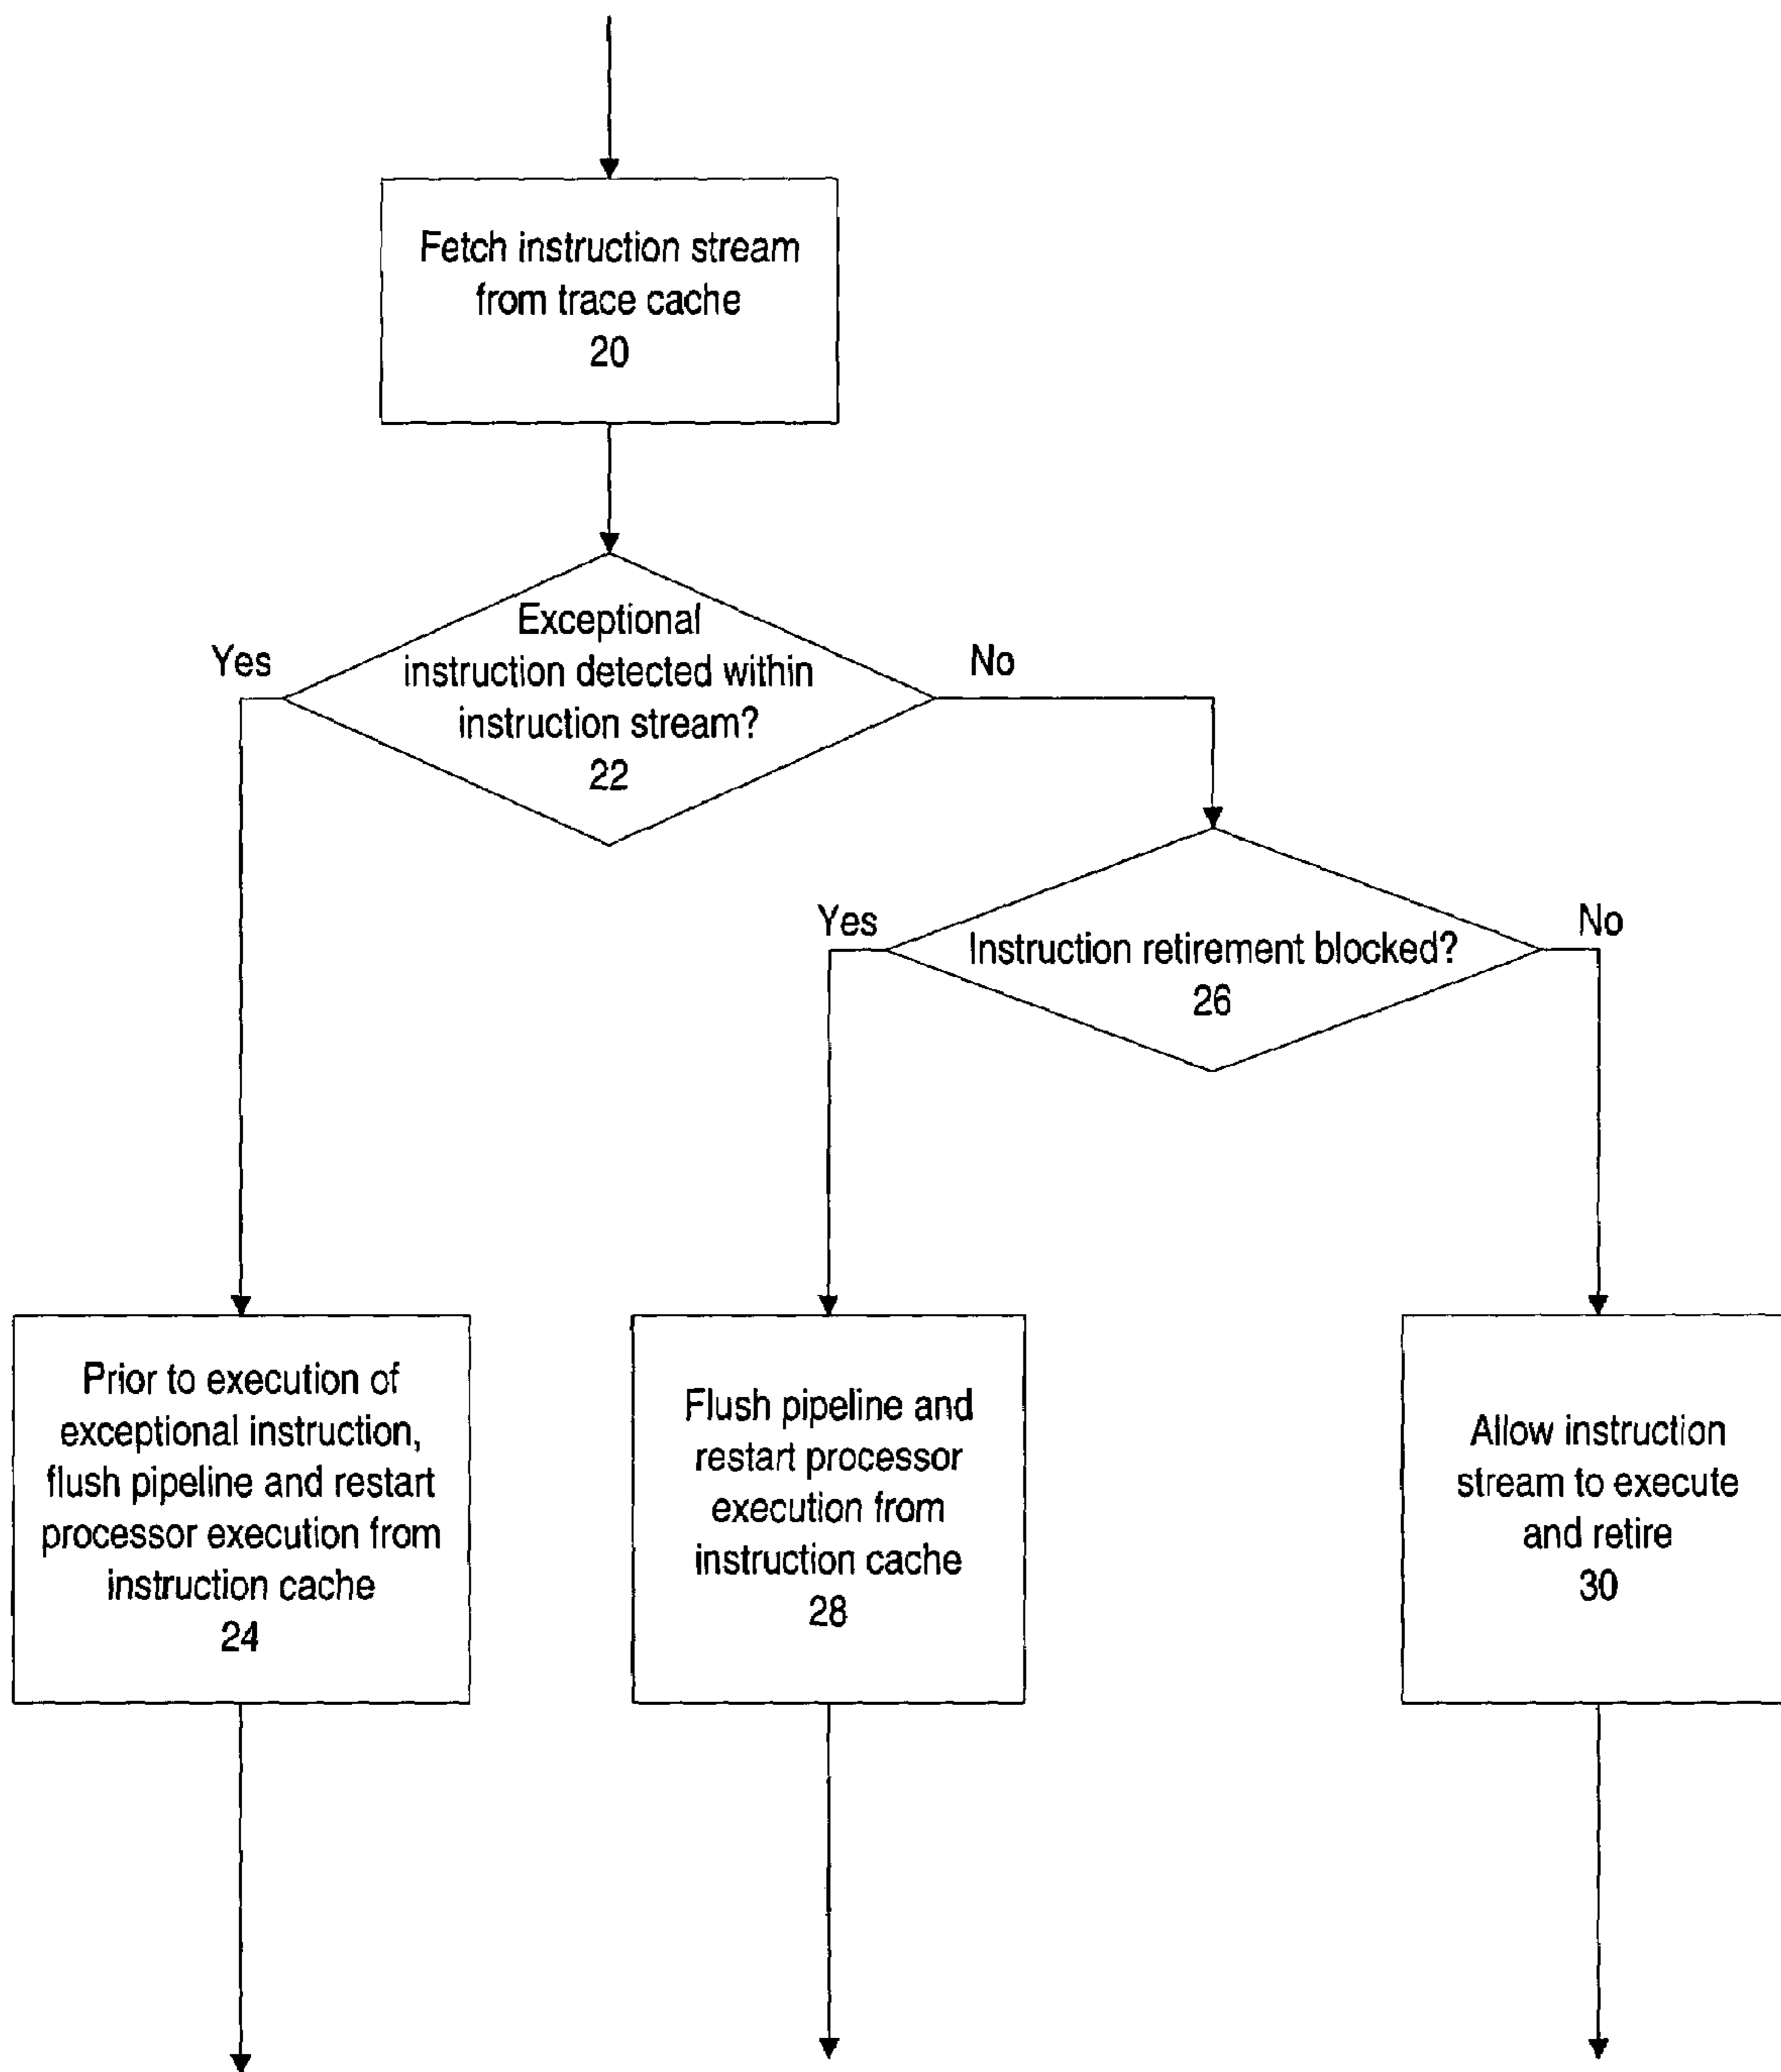 Fetch instruction stream
from trace cache
20
Exceptional
instruction detected within
instruction stream?
22
Yes
No
Instruction retirement blocked?
26
Yes
No
Prior to execution of
exceptional instruction,
flush pipeline and restart
processor execution from
instruction cache
24
Flush pipeline and
restart processor
execution from
instruction cache
28
Allow instruction
stream to execute
and retire
30